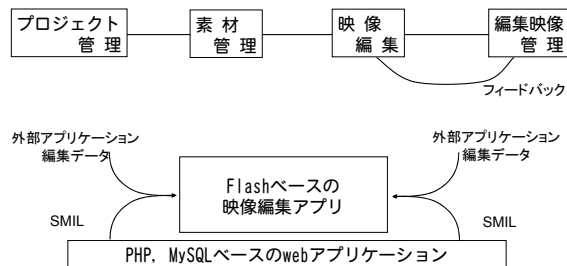 プロジェクト
管理
素材
管理
映像
編集
編集映像
管理
フィードバック
外部アプリケーション
編集データ
外部アプリケーション
編集データ
Flashベースの
映像編集アプリ
SMIL
SMIL
PHP, MySQLベースのwebアプリケーション